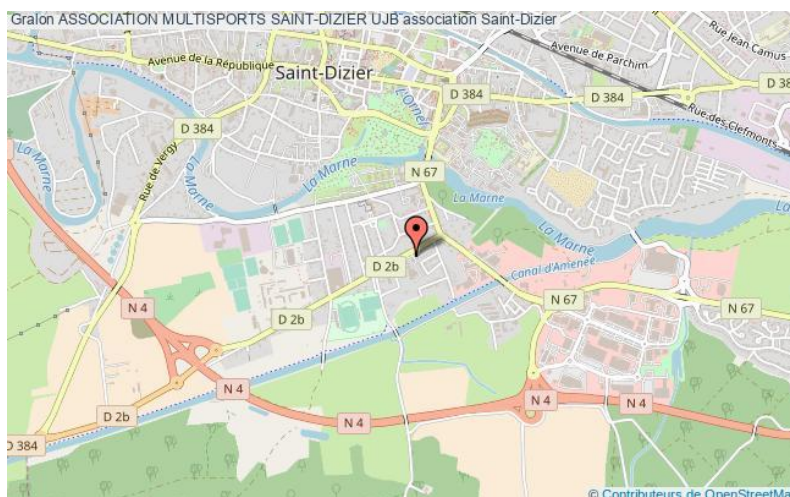 Gralon ASSOCIATION MULTISPORTS SAINT-DIZIER UJB association Saint-Dizier
Rue Jean Camus
Avenue de Parchim
Avenue de la République
Saint-Dizier
D 384
D 38
D 384
L'Ornel
Rue des Clefmonts
D 384
La Marne
Rue de Vergy
La Marne
La Marne
N 67
La Marne
La Marne
D 2b
Canal d'Amenée
N 67
N 67
N 4
D 2b
N 4
D 2b
N 4
N 4
N 4
D 384
© Contributeurs de OpenStreetMa